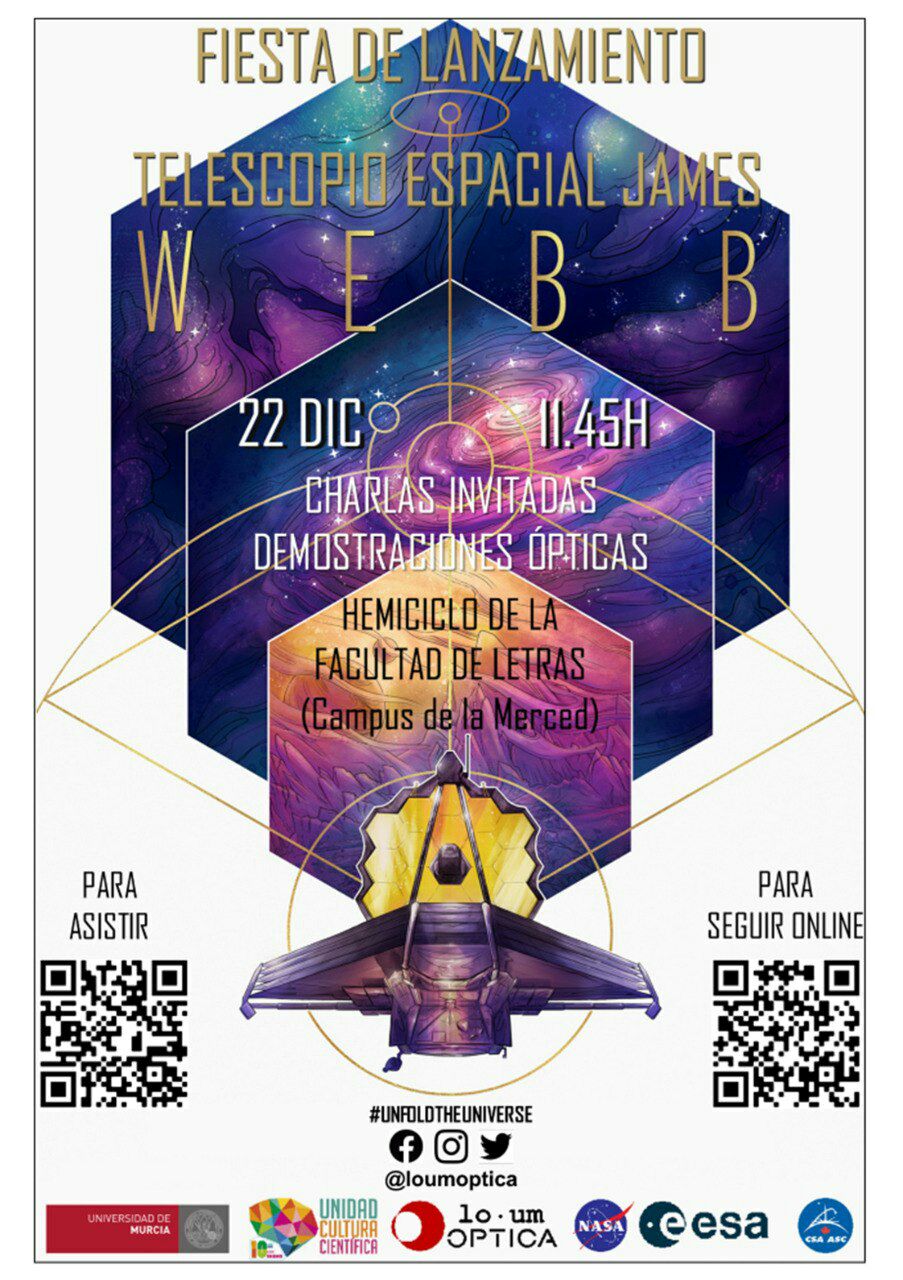 FIESTA DE LANZAMIENTO
TELESCOPIO ESPACIAL JAMES
WEBB
22 DIC 11.45H
CHARLAS INVITADAS
DEMOSTRACIONES ÓPTICAS
HEMICICLO DE LA
FACULTAD DE LETRAS
(Campus de la Merced)
PARA
ASISTIR
PARA
SEGUIR ONLINE
#UNFOLDTHEUNIVERSE
@loumoptica
UNIVERSIDAD DE
MURCIA
UNIDAD
CULTURA
CIENTÍFICA
lo·um
OPTICA
NASA
esa
CSA ASC